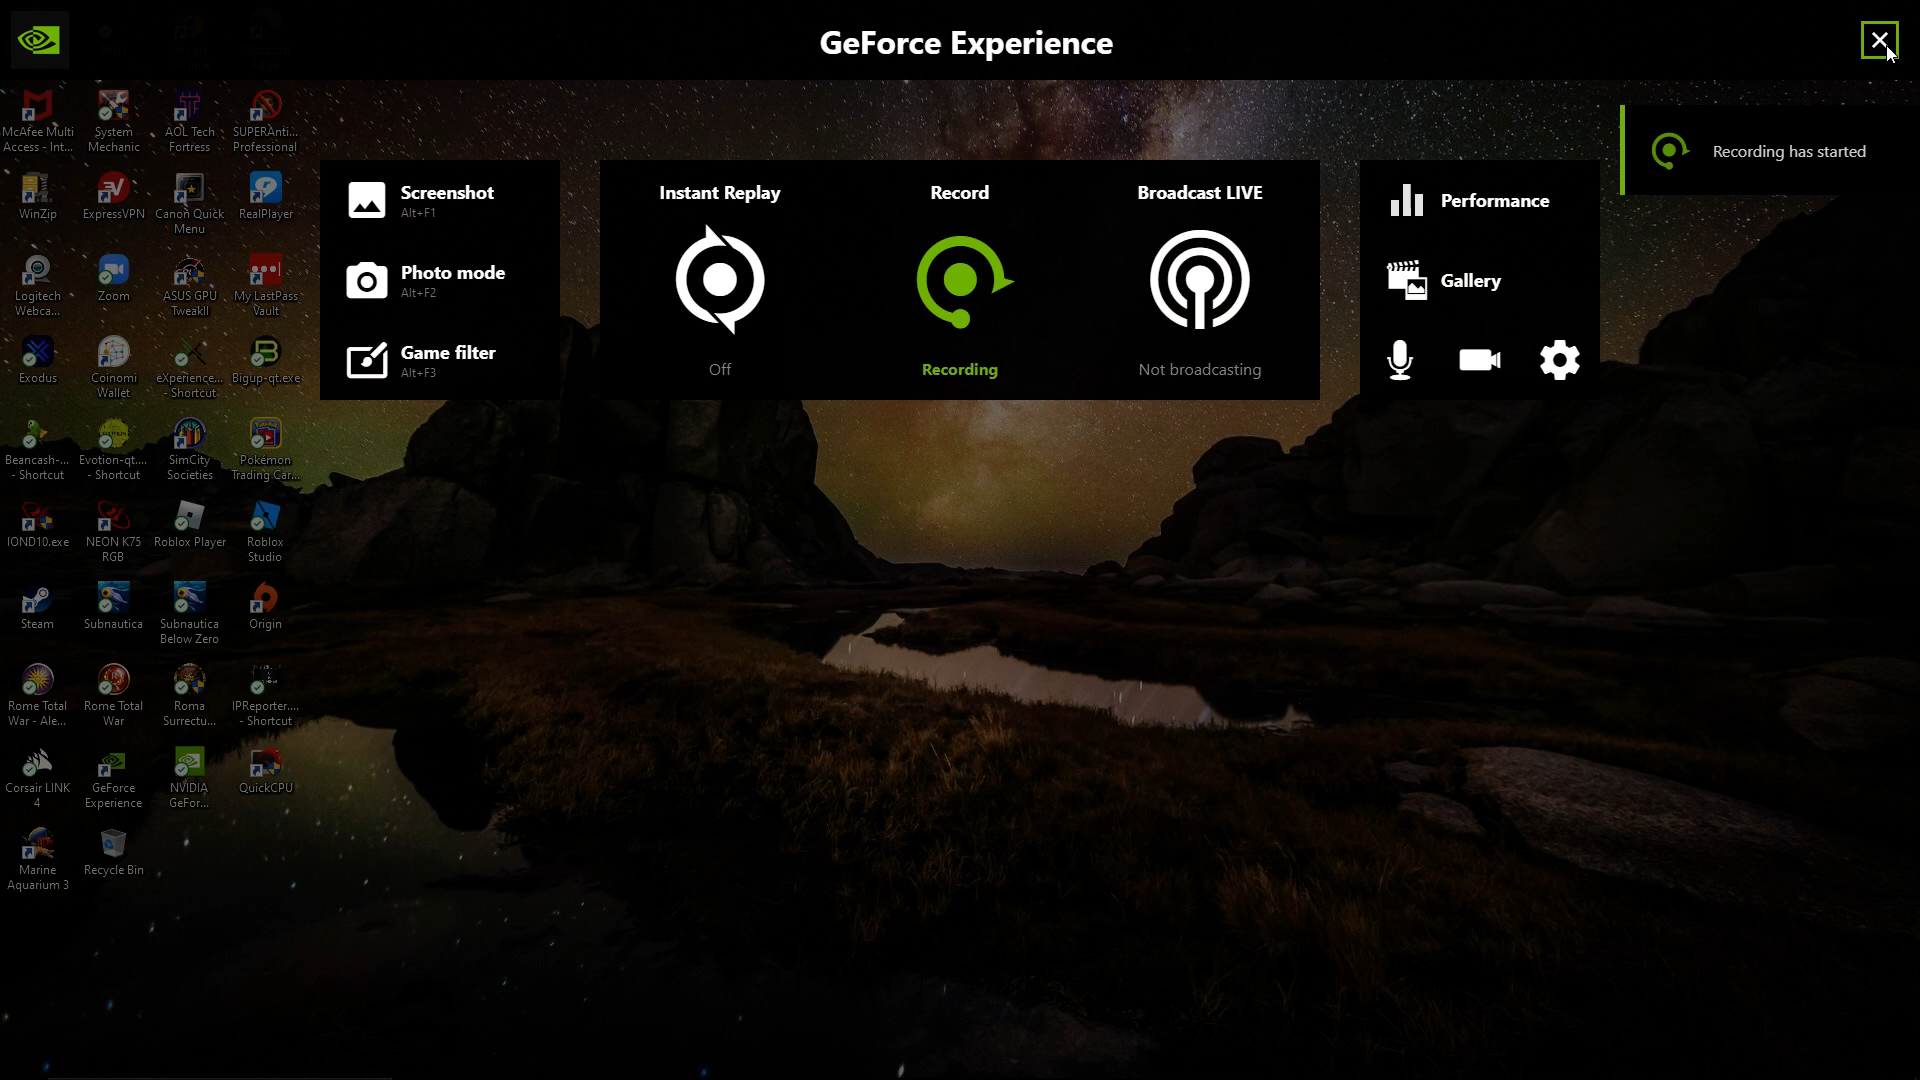 GeForce Experience
Recording has started
Screenshot
Alt+F1
Photo mode
Alt+F2
Game filter
Alt+F3
Instant Replay
Off
Record
Recording
Broadcast LIVE
Not broadcasting
Performance
Gallery
McAfee Multi
Access - Int...
System
Mechanic
AOL Tech
Fortress
SUPERAnti...
Professional
WinZip
ExpressVPN
Canon Quick
Menu
RealPlayer
Logitech
Webca...
Zoom
ASUS GPU
TweakII
My LastPass
Vault
Exodus
Coinomi
Wallet
eXperience...
- Shortcut
Bigup-qt.exe
Beancash-...
- Shortcut
Evotion-qt....
- Shortcut
SimCity
Societies
Pokémon
Trading Car...
IOND10.exe
NEON K75
RGB
Roblox Player
Roblox
Studio
Steam
Subnautica
Subnautica
Below Zero
Origin
Rome Total
War - Ale...
Rome Total
War
Roma
Surrectu...
IPReporter....
- Shortcut
Corsair LINK
4
GeForce
Experience
NVIDIA
GeFor...
QuickCPU
Marine
Aquarium 3
Recycle Bin